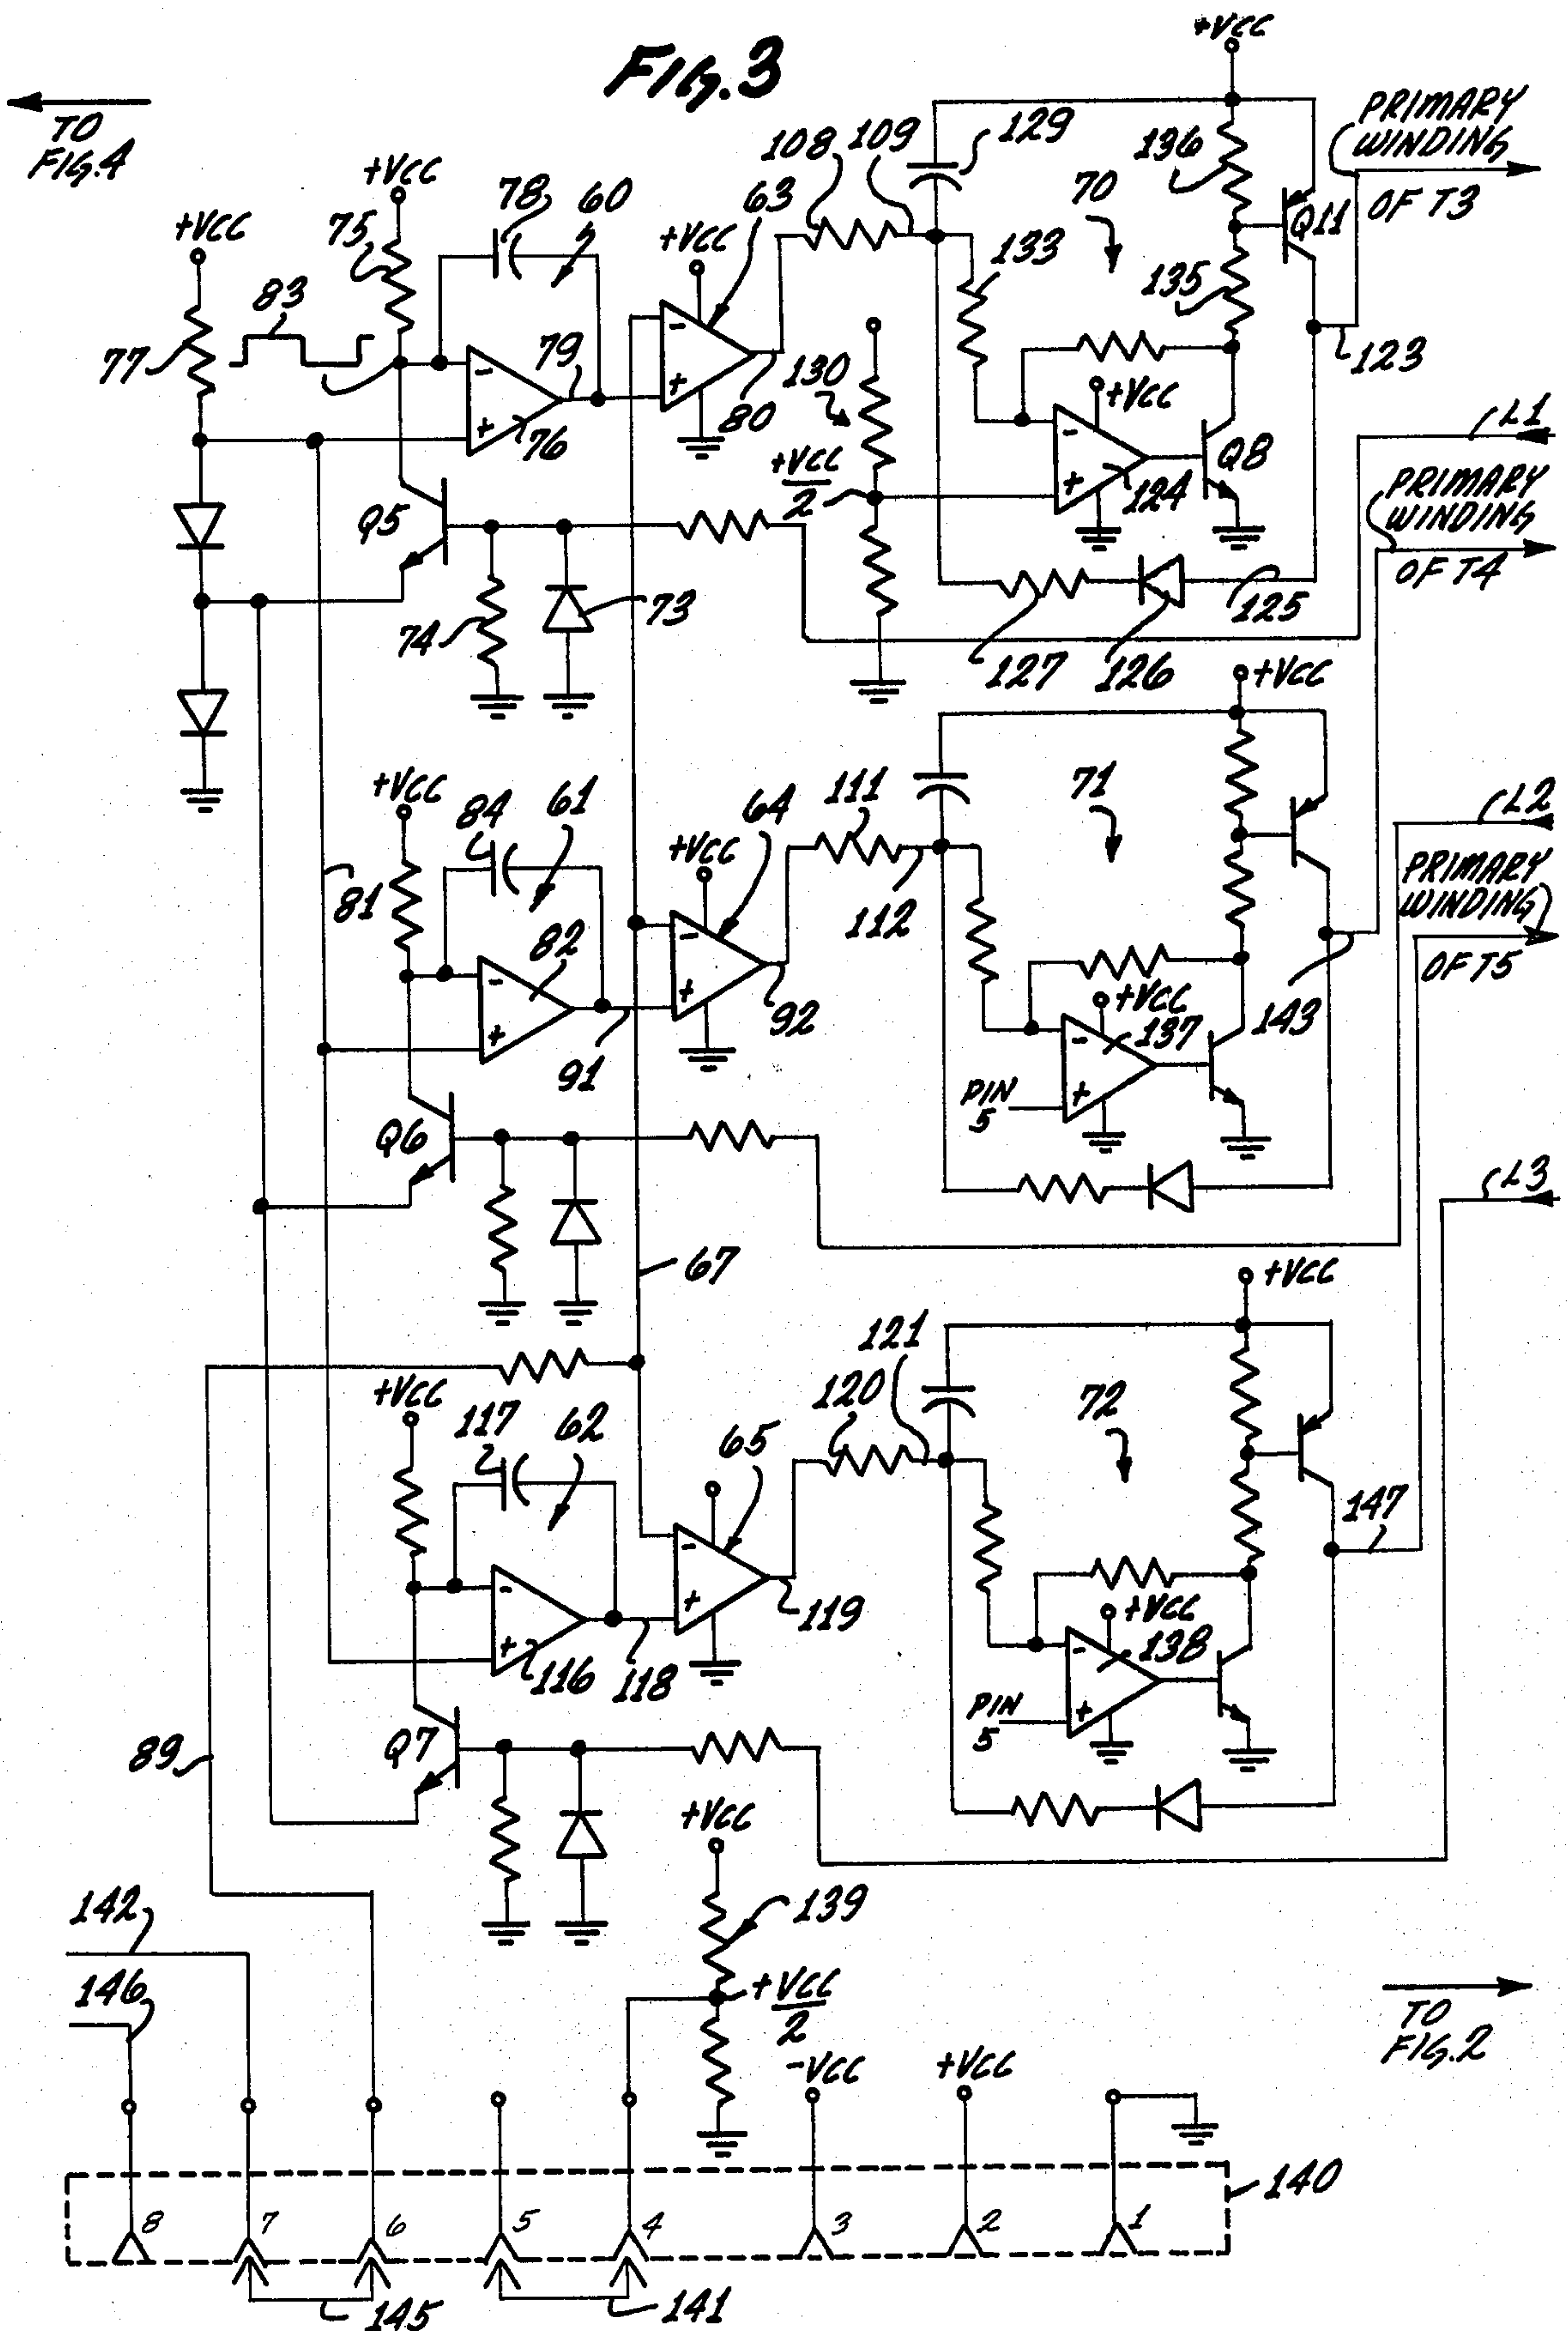 FIG.3
TO
FIG.4
+VCC
+VCC
108
109
129
136
PRIMARY
WINDING
OF T3
+VCC
75
78
60
+VCC
63
133
70
Q11
83
77
79
76
80
130
135
123
+VCC
+VCC
2
124
Q8
L1
PRIMARY
WINDING
OF T4
Q5
74
73
127
126
125
+VCC
+VCC
84
61
+VCC
64
111
71
L2
PRIMARY
WINDING
OF T5
81
82
91
92
112
+VCC
137
143
PIN
5
Q6
67
L3
+VCC
+VCC
117
62
65
120
121
72
147
116
118
119
+VCC
138
PIN
5
Q7
89
+VCC
139
142
146
+VCC
2
-VCC
+VCC
TO
FIG.2
140
8
7
6
5
4
3
2
1
145
141